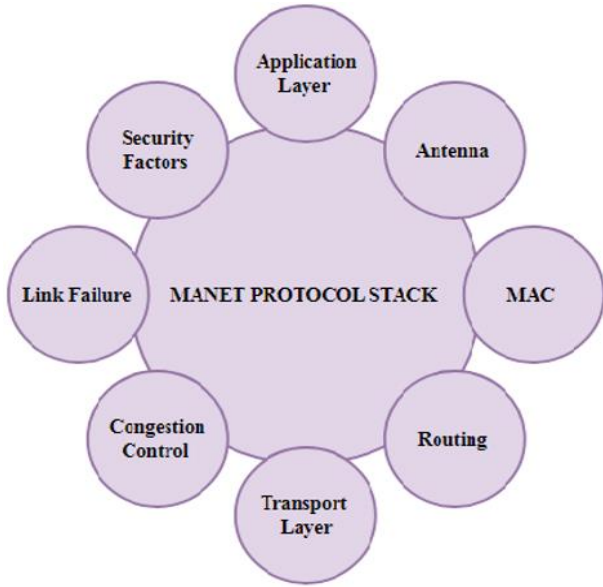 Application
Layer
Security
Factors
Antenna
Link Failure
MANET PROTOCOL STACK
MAC
Congestion
Control
Routing
Transport
Layer